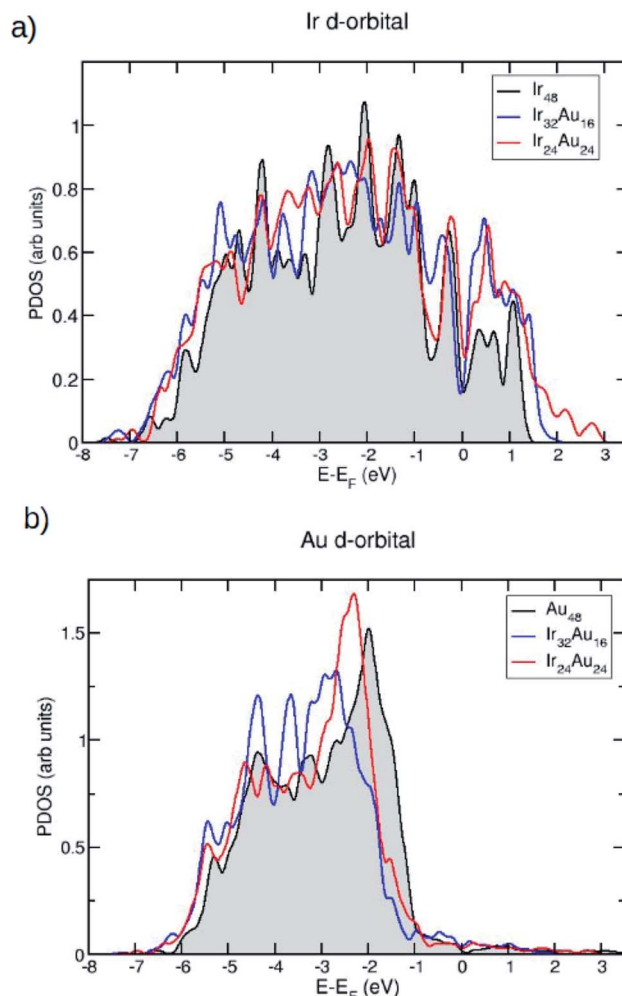 a)
Ir d-orbital
Ir48
Ir32Au16
Ir24Au24
PDOS (arb units)
1
0.8
0.6
0.4
0.2
0
-8 -7 -6 -5 -4 -3 -2 -1 0 1 2 3
E-EF (eV)
b)
Au d-orbital
Au48
Ir32Au16
Ir24Au24
PDOS (arb units)
1.5
1
0.5
0
-8 -7 -6 -5 -4 -3 -2 -1 0 1 2 3
E-EF (eV)